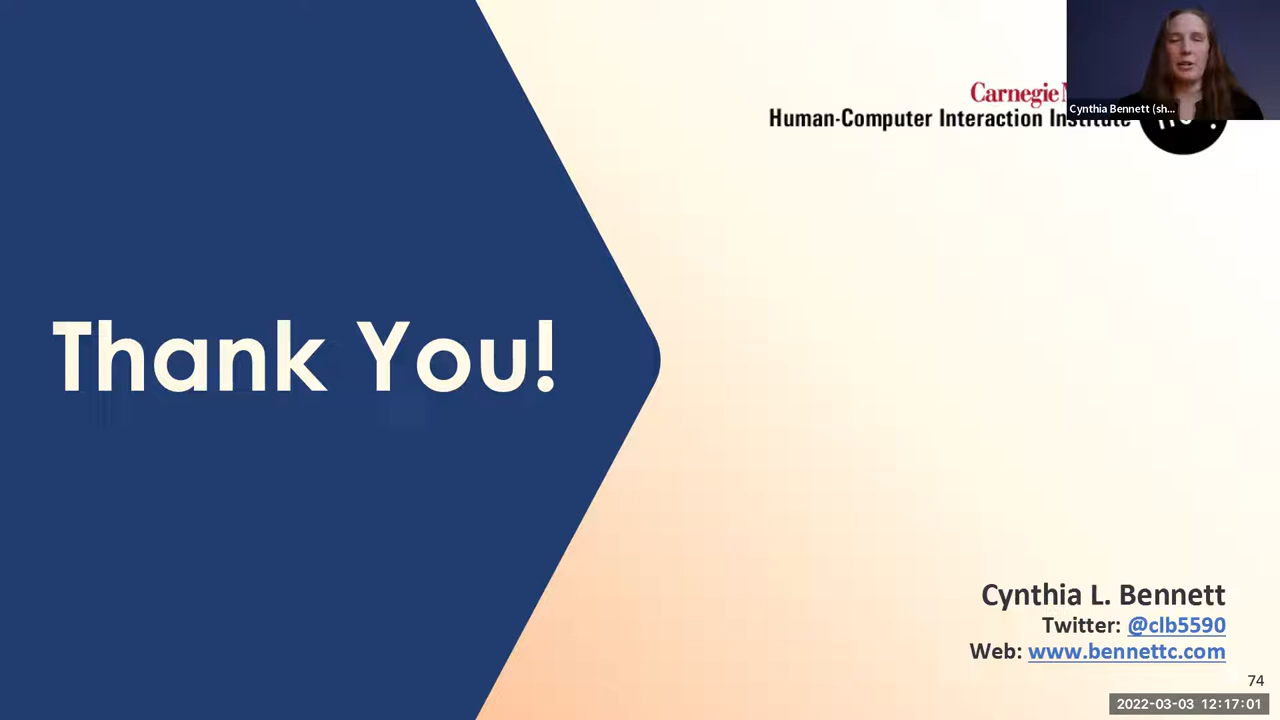 Carnegie
Human-Computer Interaction Institute
Cynthia Bennett (sh...
Thank You!
Cynthia L. Bennett
Twitter: @clb5590
Web: www.bennettc.com
74
2022-03-03 12:17:01